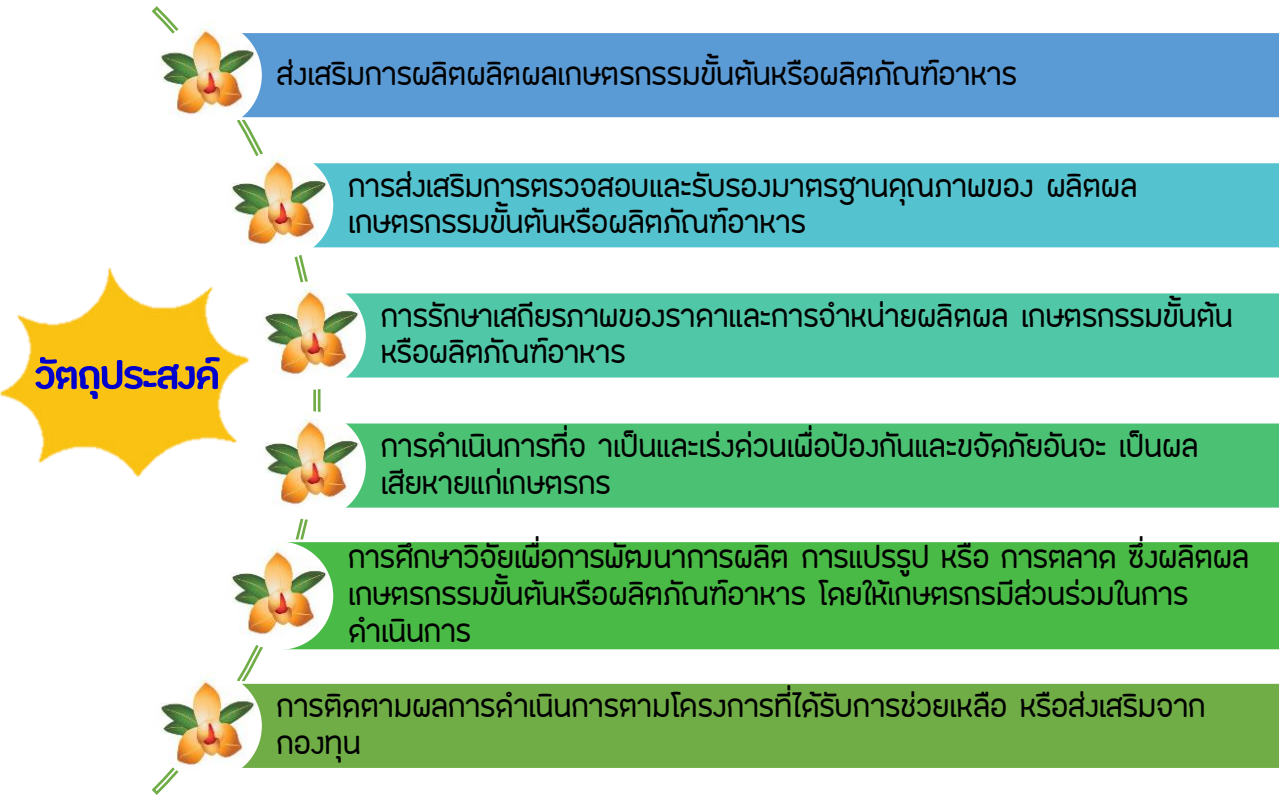 ส่งเสริมการผลิตผลิตผลเกษตรกรรมขั้นต้นหรือผลิตภัณฑ์อาหาร
การส่งเสริมการตรวจสอบและรับรองมาตรฐานคุณภาพของ ผลิตผล
เกษตรกรรมขั้นต้นหรือผลิตภัณฑ์อาหาร
การรักษาเสถียรภาพของราคาและการจำหน่ายผลิตผล เกษตรกรรมขั้นต้น
หรือผลิตภัณฑ์อาหาร
วัตถุประสงค์
การดำเนินการที่จ าเป็นและเร่งด่วนเพื่อป้องกันและขจัดภัยอันจะ เป็นผล
เสียหายแก่เกษตรกร
การศึกษาวิจัยเพื่อการพัฒนาการผลิต การแปรรูป หรือ การตลาด ซึ่งผลิตผล
เกษตรกรรมขั้นต้นหรือผลิตภัณฑ์อาหาร โดยให้เกษตรกรมีส่วนร่วมในการ
ดำเนินการ
การติดตามผลการดำเนินการตามโครงการที่ได้รับการช่วยเหลือ หรือส่งเสริมจาก
กองทุน